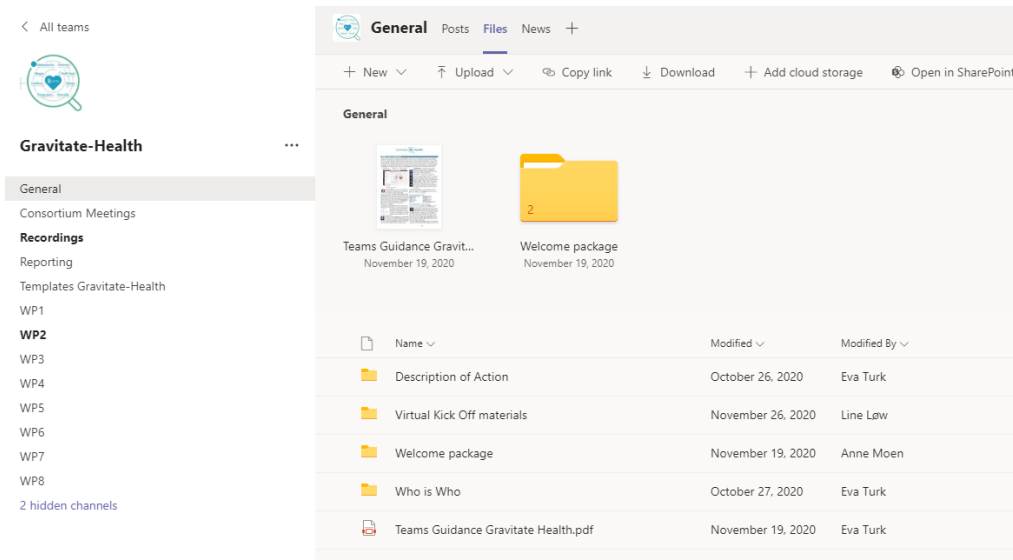 All teams
Gravitate-Health
General
Consortium Meetings
Recordings
Reporting
Templates Gravitate-Health
WP1
WP2
WP3
WP4
WP5
WP6
WP7
WP8
2 hidden channels
General Posts Files News
New Upload Copy link Download Add cloud storage Open in SharePoint
General
2
Teams Guidance Gravit... Welcome package
November 19, 2020 November 19, 2020
Name Modified Modified By
Description of Action October 26, 2020 Eva Turk
Virtual Kick Off materials November 26, 2020 Line Løw
Welcome package November 19, 2020 Anne Moen
Who is Who October 27, 2020 Eva Turk
Teams Guidance Gravitate Health.pdf November 19, 2020 Eva Turk